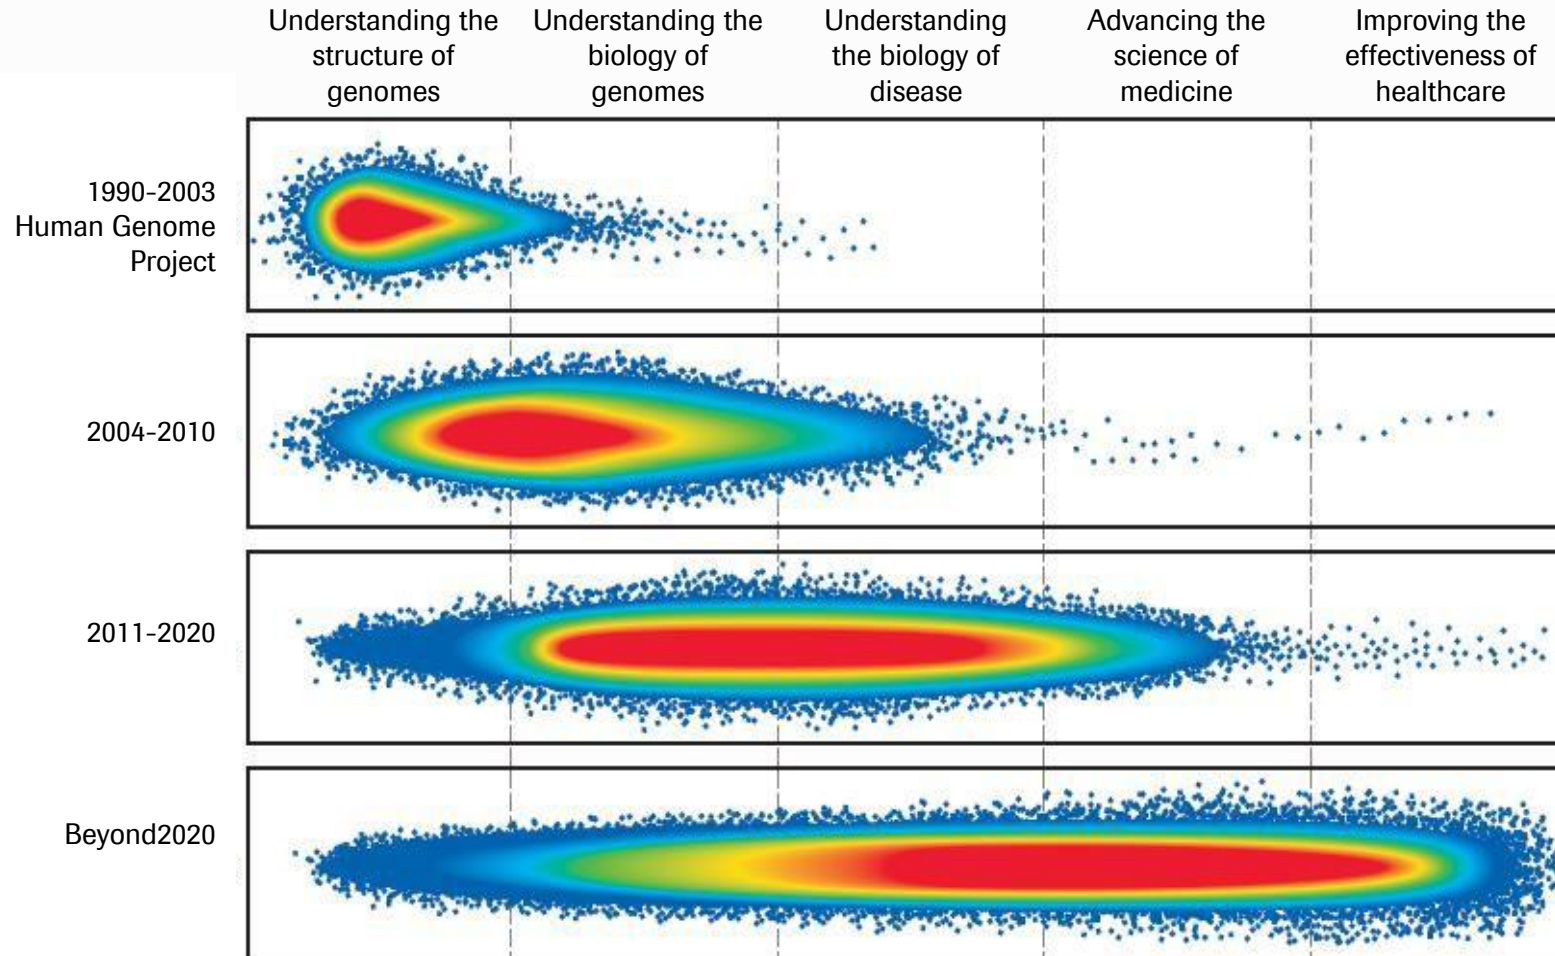 Understanding the
structure of
genomes
Understanding the
biology of
genomes
Understanding
the biology of
disease
Advancing the
science of
medicine
Improving the
effectiveness of
healthcare
1990-2003
Human Genome
Project
2004-2010
2011-2020
Beyond2020